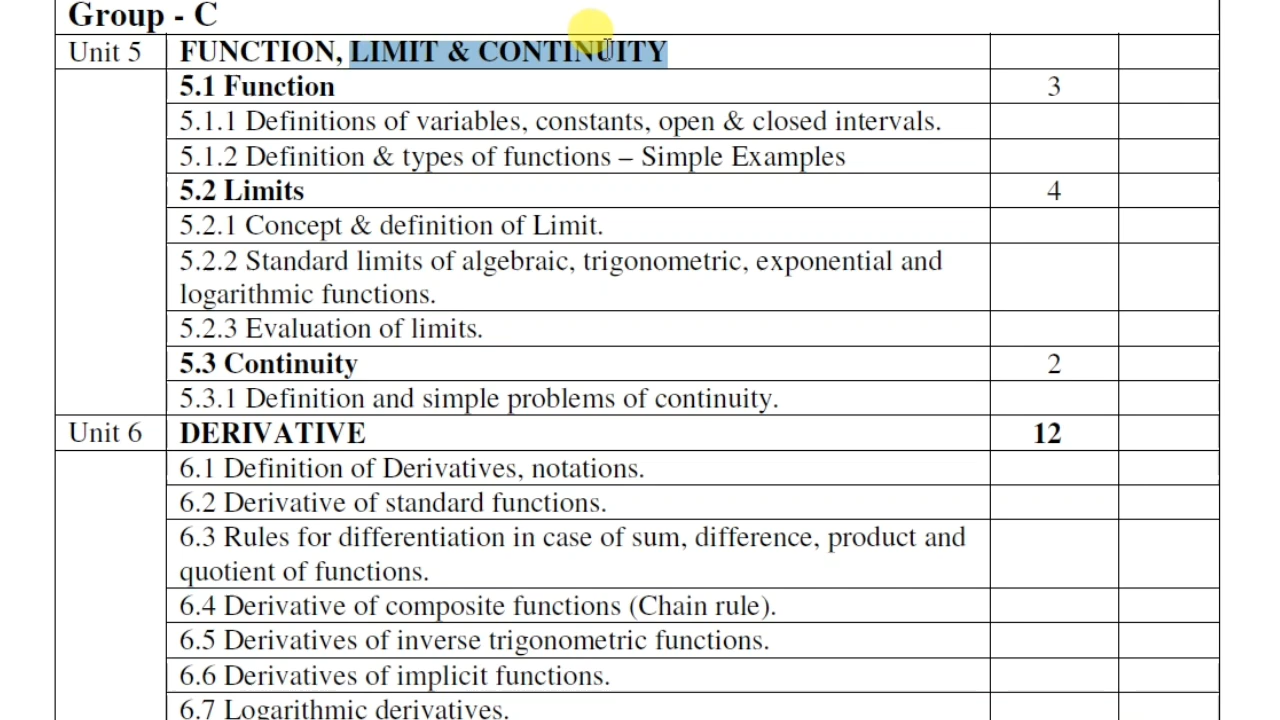 Group - C
Unit 5 FUNCTION, LIMIT & CONTINUITY
5.1 Function 3
5.1.1 Definitions of variables, constants, open & closed intervals.
5.1.2 Definition & types of functions – Simple Examples
5.2 Limits 4
5.2.1 Concept & definition of Limit.
5.2.2 Standard limits of algebraic, trigonometric, exponential and
logarithmic functions.
5.2.3 Evaluation of limits.
5.3 Continuity 2
5.3.1 Definition and simple problems of continuity.
Unit 6 DERIVATIVE 12
6.1 Definition of Derivatives, notations.
6.2 Derivative of standard functions.
6.3 Rules for differentiation in case of sum, difference, product and
quotient of functions.
6.4 Derivative of composite functions (Chain rule).
6.5 Derivatives of inverse trigonometric functions.
6.6 Derivatives of implicit functions.
6.7 Logarithmic derivatives.